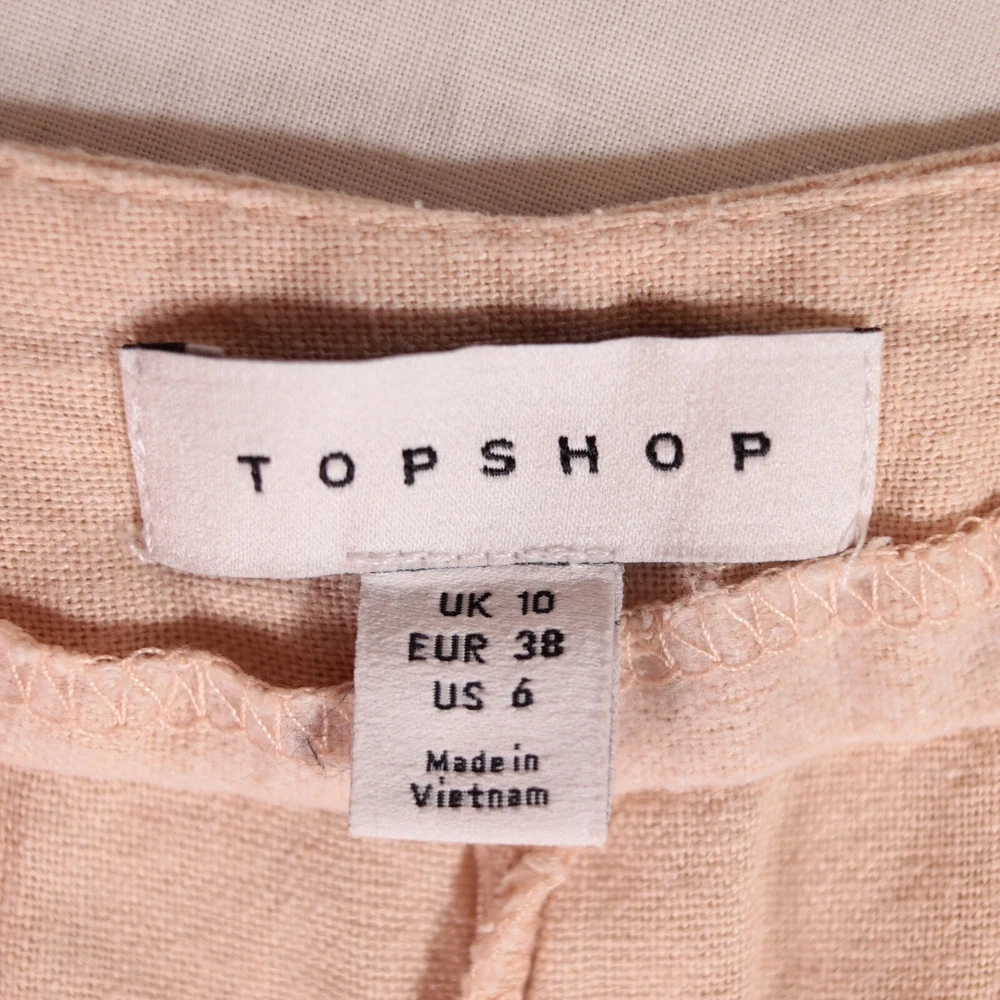 TOPSHOP
UK 10
EUR 38
US 6
Made in
Vietnam